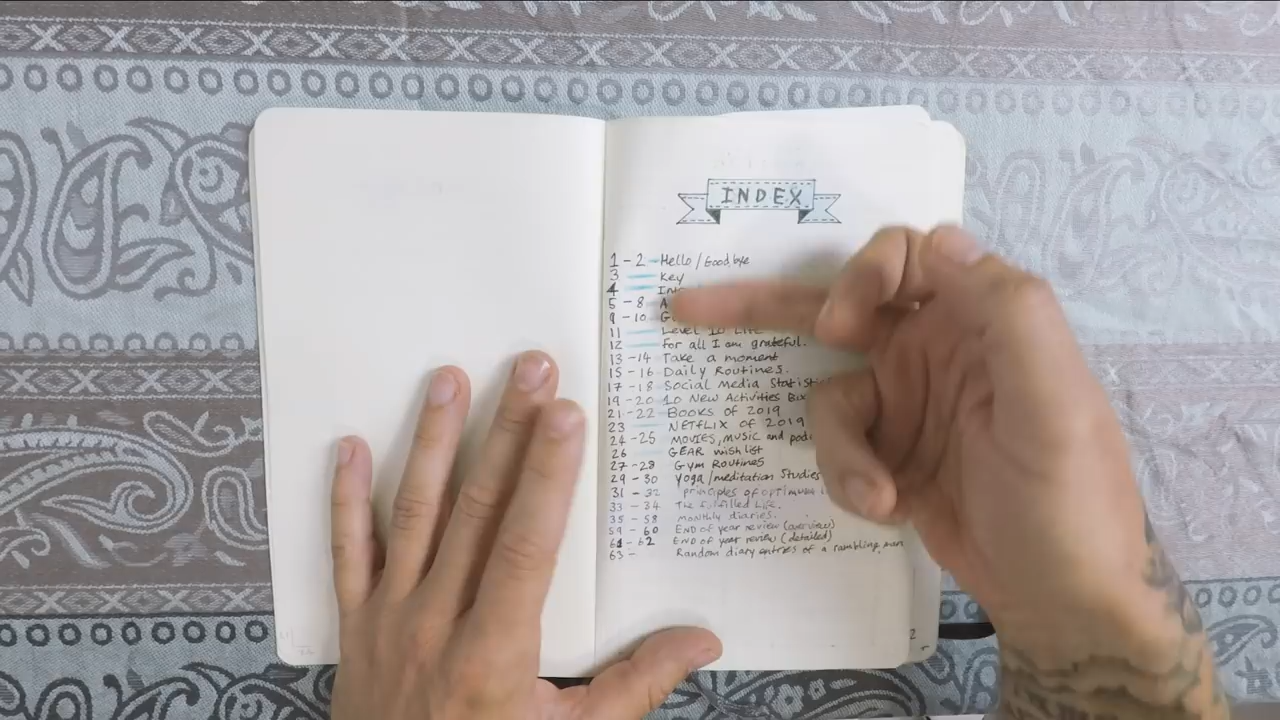 INDEX
1 - 2 Hello / Goodbye
3 Key
4
5 - 8 A
9 - 10 G
11 Level 10 Life
12 For all I am grateful.
13 - 14 Take a moment
15 - 16 Daily Routines.
17 - 18 Social Media Statistic
19 - 20 10 New Activities
21 - 22 BOOKS OF 2019
23 NETFLIX OF 2019
24 - 25 MOVIES, MUSIC and
26 GEAR wish list
27 - 28 Gym Routines
29 - 30 Yoga/meditation Studies
31 - 32 principles of optimum
33 - 34 The fulfilled Life.
35 - 58 Monthly diaries.
59 - 60 END of year review (overview)
61 - 62 END of year review (detailed)
63 - Random diary entries of a rambling man
2